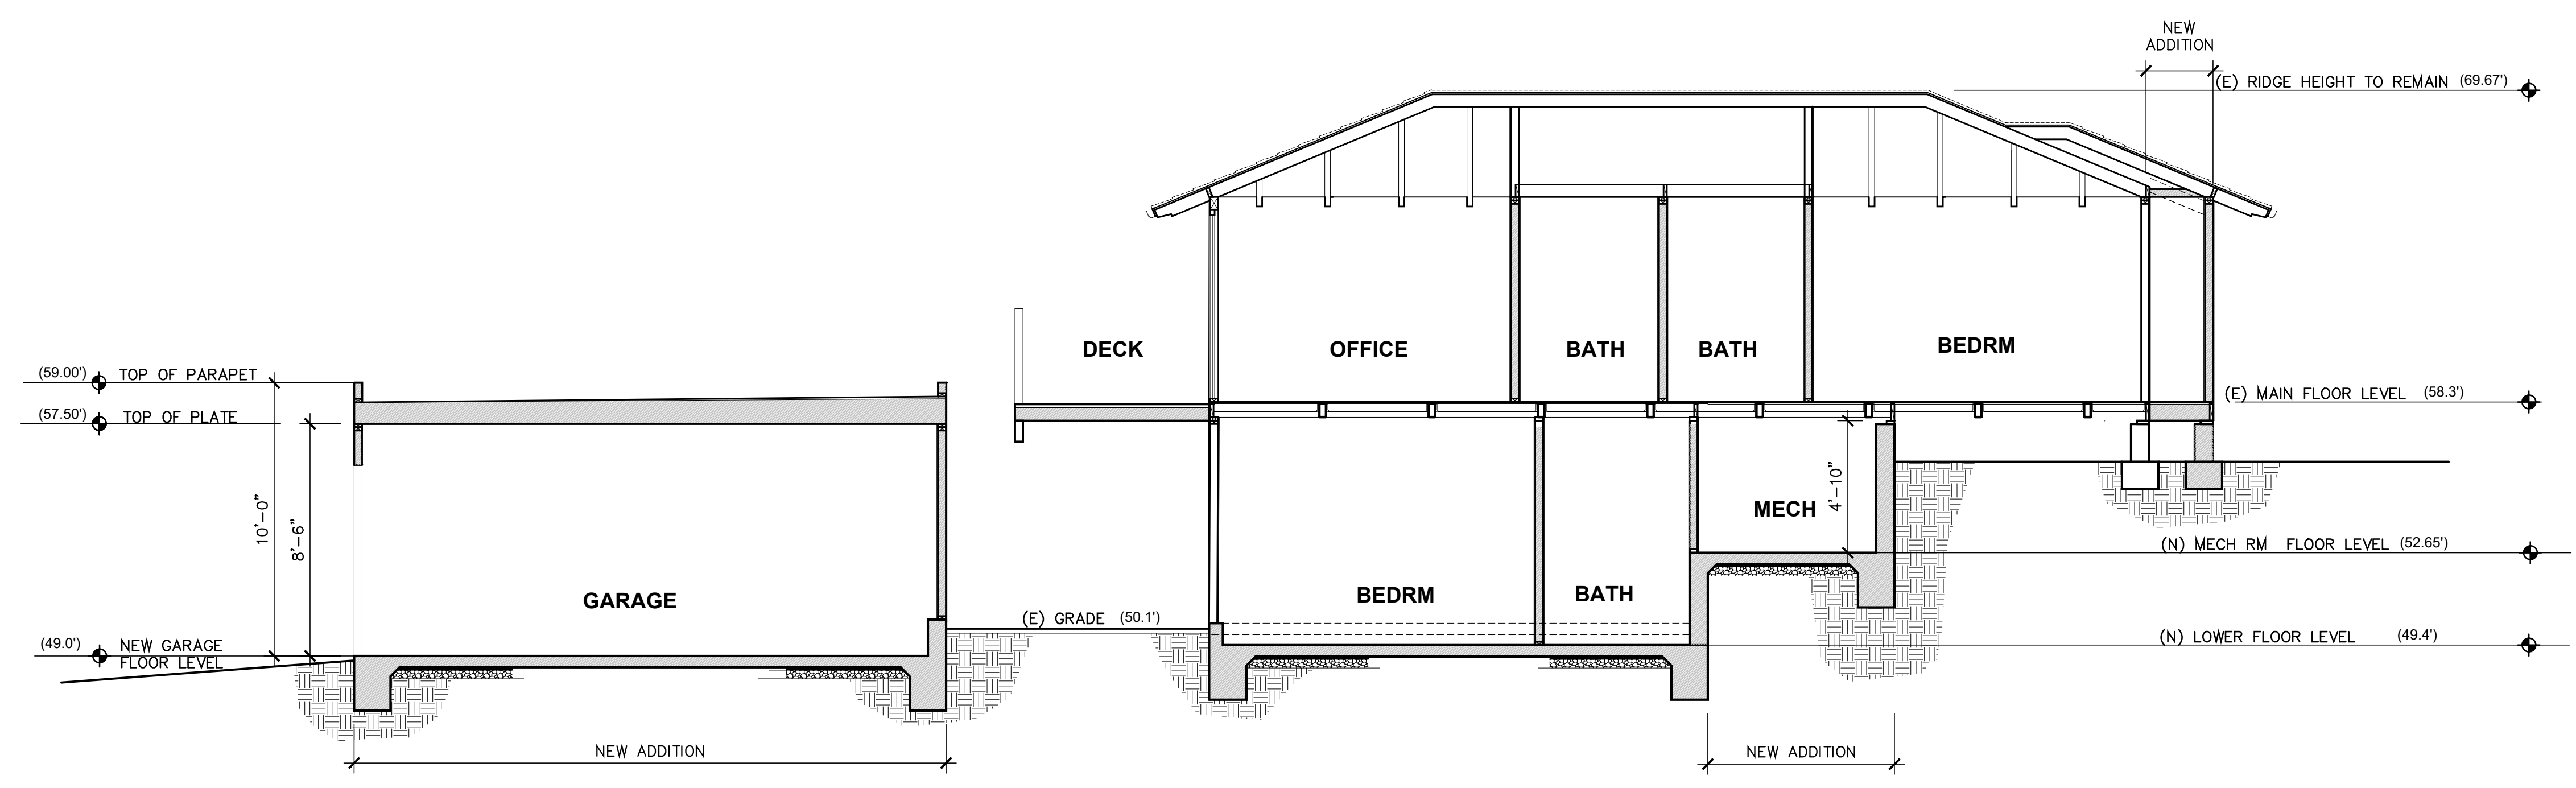 NEW
ADDITION
(E) RIDGE HEIGHT TO REMAIN (69.67')
DECK
OFFICE
BATH
BATH
BEDRM
(59.00') TOP OF PARAPET
(57.50') TOP OF PLATE
(E) MAIN FLOOR LEVEL (58.3')
10'-0"
8'-6"
4'-10"
MECH
(N) MECH RM FLOOR LEVEL (52.65')
GARAGE
BEDRM
BATH
(E) GRADE (50.1')
(49.0') NEW GARAGE
FLOOR LEVEL
(N) LOWER FLOOR LEVEL (49.4')
NEW ADDITION
NEW ADDITION